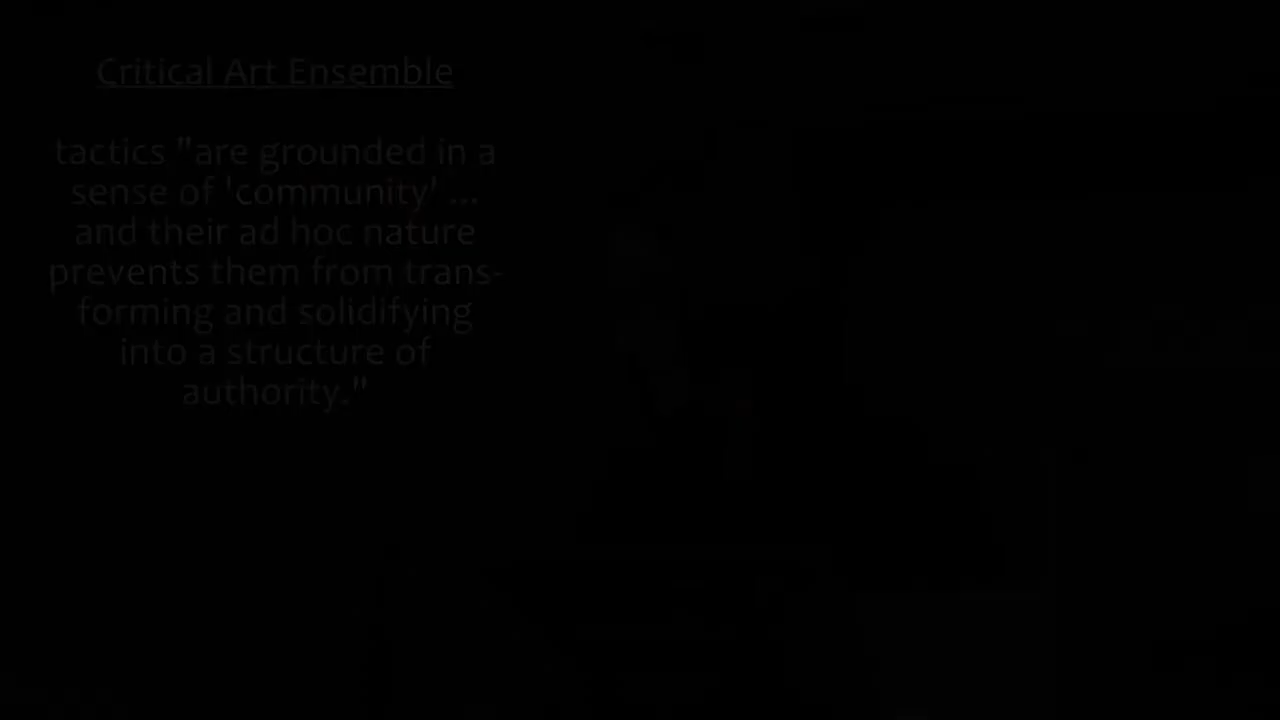 Critical Art Ensemble
tactics "are grounded in a
sense of 'community' ...
and their ad hoc nature
prevents them from trans-
forming and solidifying
into a structure of
authority."